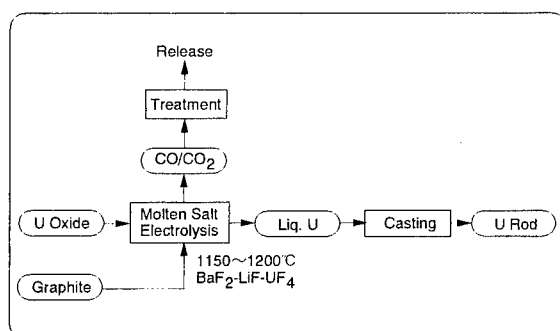 Release
Treatment
CO/CO₂
U Oxide
Molten Salt
Electrolysis
Liq. U
Casting
U Rod
1150～1200℃
BaF₂-LiF-UF₄
Graphite